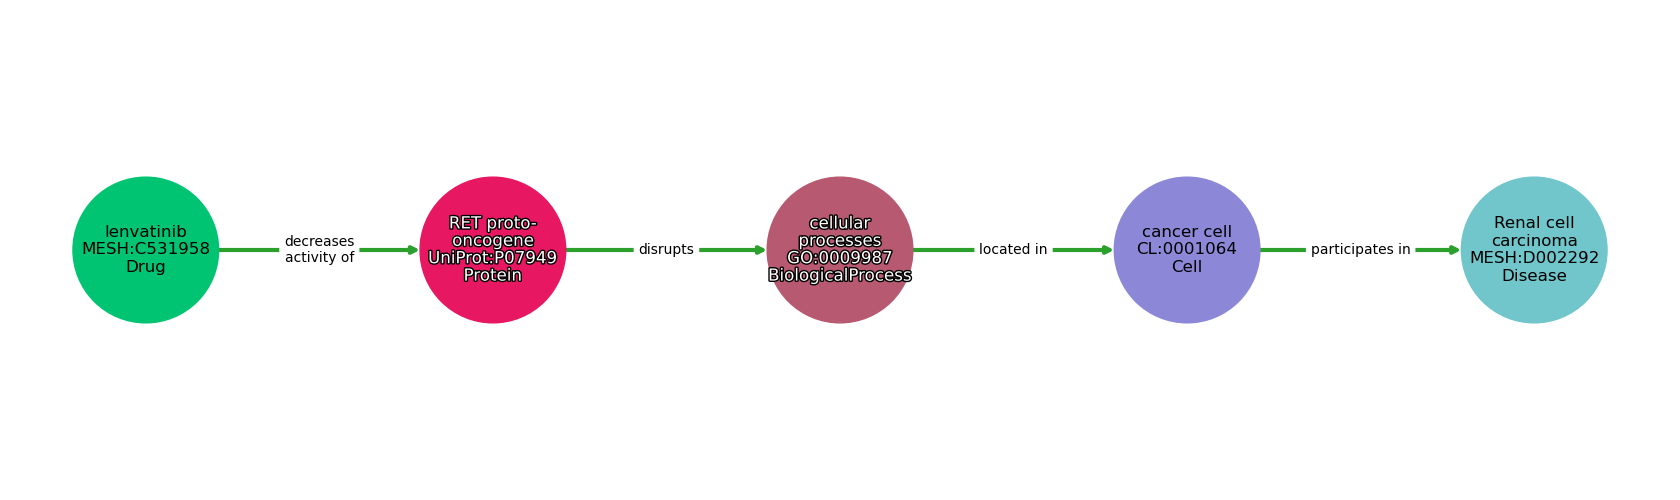 lenvatinib
MESH:C531958
Drug
decreases
activity of
RET proto-
oncogene
UniProt:P07949
Protein
disrupts
cellular
processes
GO:0009987
BiologicalProcess
located in
cancer cell
CL:0001064
Cell
participates in
Renal cell
carcinoma
MESH:D002292
Disease